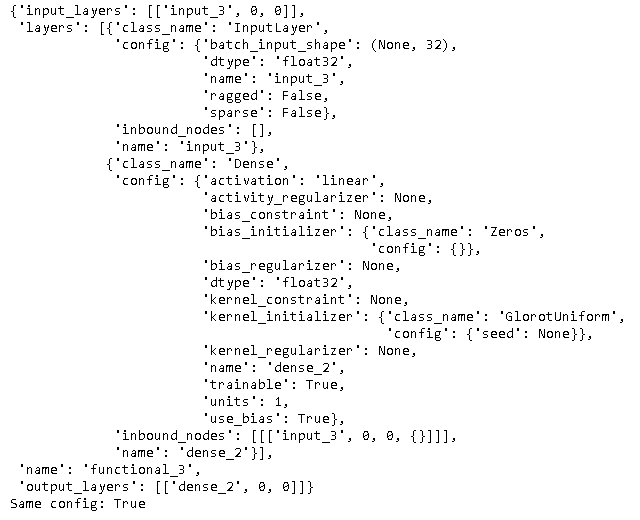 {'input_layers': [['input_3', 0, 0]],
 'layers': [{'class_name': 'InputLayer',
             'config': {'batch_input_shape': (None, 32),
                        'dtype': 'float32',
                        'name': 'input_3',
                        'ragged': False,
                        'sparse': False},
             'inbound_nodes': [],
             'name': 'input_3'},
            {'class_name': 'Dense',
             'config': {'activation': 'linear',
                        'activity_regularizer': None,
                        'bias_constraint': None,
                        'bias_initializer': {'class_name': 'Zeros',
                                             'config': {}},
                        'bias_regularizer': None,
                        'dtype': 'float32',
                        'kernel_constraint': None,
                        'kernel_initializer': {'class_name': 'GlorotUniform',
                                               'config': {'seed': None}},
                        'kernel_regularizer': None,
                        'name': 'dense_2',
                        'trainable': True,
                        'units': 1,
                        'use_bias': True},
             'inbound_nodes': [[['input_3', 0, 0, {}]]],
             'name': 'dense_2'}],
 'name': 'functional_3',
 'output_layers': [['dense_2', 0, 0]]}
Same config: True